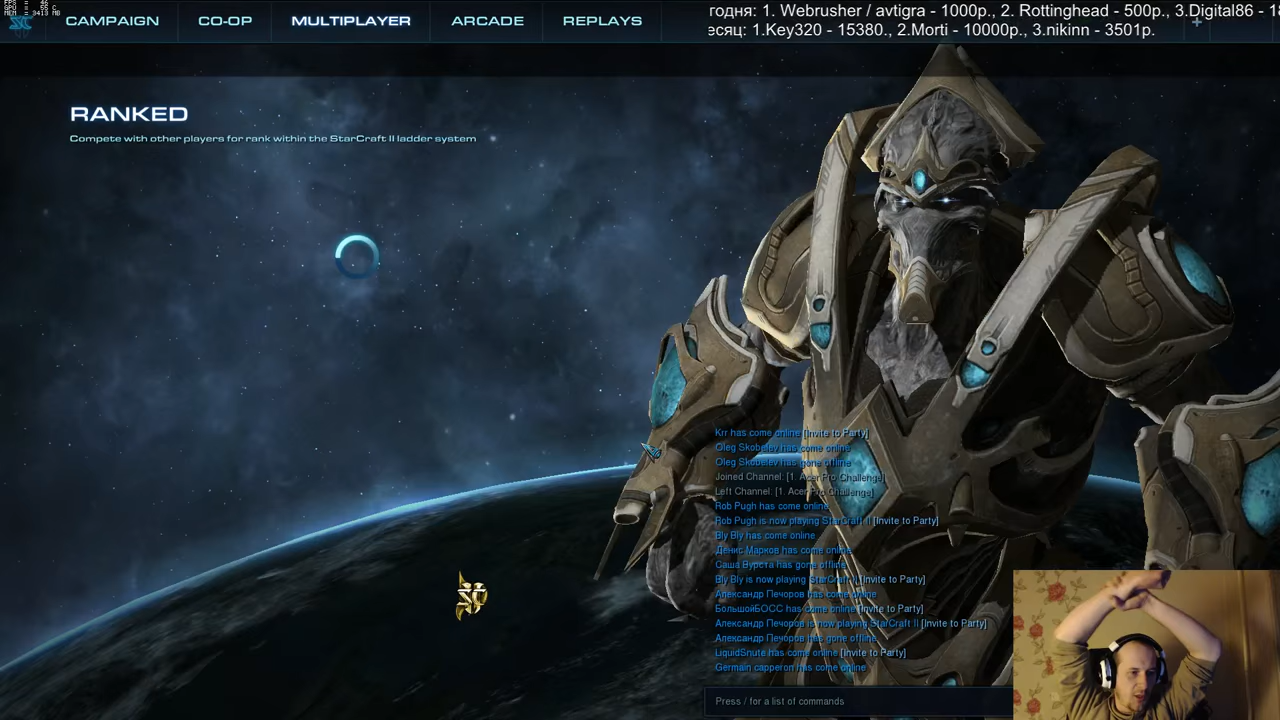 CAMPAIGN
CO-OP
MULTIPLAYER
ARCADE
REPLAYS
годня: 1. Webrusher / avtigra - 1000р., 2. Rottinghead - 500р., 3.Digital86 - 18
есяц: 1.Key320 - 15380., 2.Morti - 10000р., 3.nikinn - 3501р.
RANKED
Compete with other players for rank within the StarCraft II ladder system
Krr has come online [Invite to Party]
Oleg Skobelev has come online
Oleg Skobelev has gone offline
Joined Channel: [1. Acer Pro Challenge]
Left Channel: [1. Acer Pro Challenge]
Rob Pugh has come online
Rob Pugh is now playing StarCraft II [Invite to Party]
Bly Bly has come online
Денис Марков has come online
Саша Вурста has gone offline
Bly Bly is now playing StarCraft II [Invite to Party]
Александр Печоров has come online
БольшойБОСС has come online [Invite to Party]
Александр Печоров is now playing StarCraft II [Invite to Party]
Александр Печоров has gone offline
LiquidSnute has come online [Invite to Party]
Germain capperon has come online
Press / for a list of commands